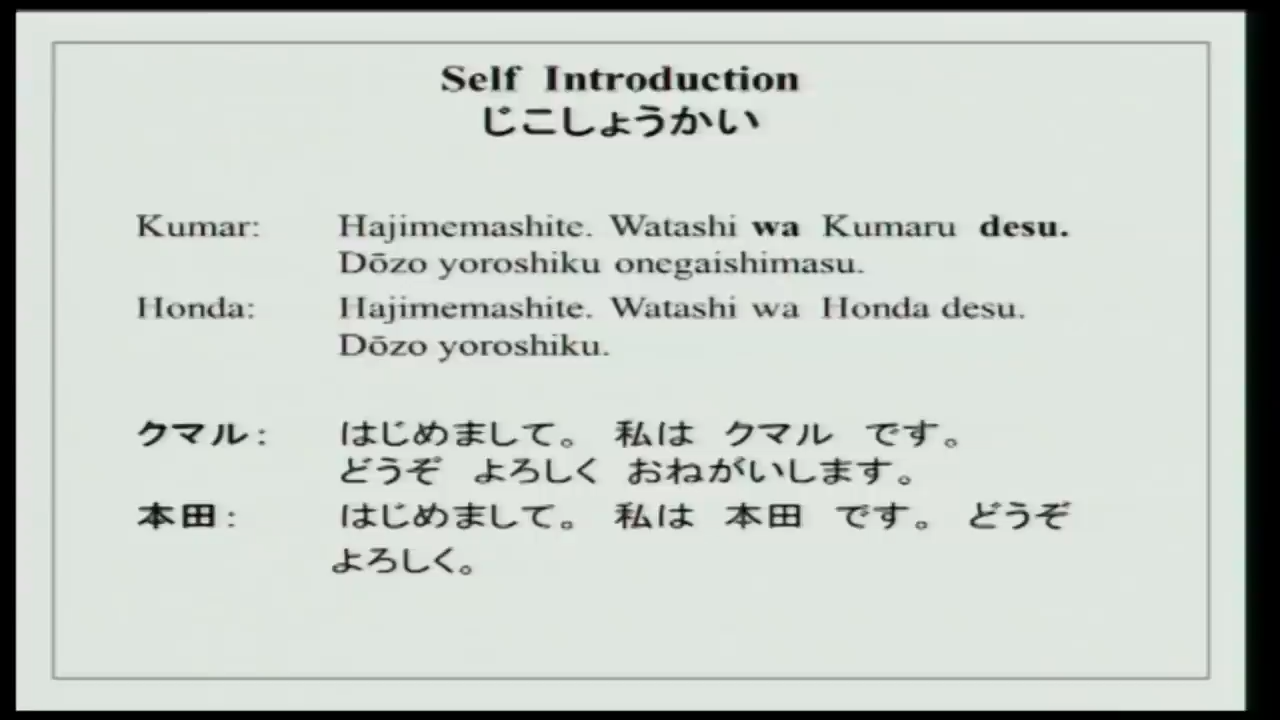 Self Introduction
じこしょうかい
Kumar: Hajimemashite. Watashi wa Kumaru desu.
Dōzo yoroshiku onegaishimasu.
Honda: Hajimemashite. Watashi wa Honda desu.
Dōzo yoroshiku.
クマル: はじめまして。 私は クマル です。
どうぞ よろしく おねがいします。
本田: はじめまして。 私は 本田 です。 どうぞ
よろしく。